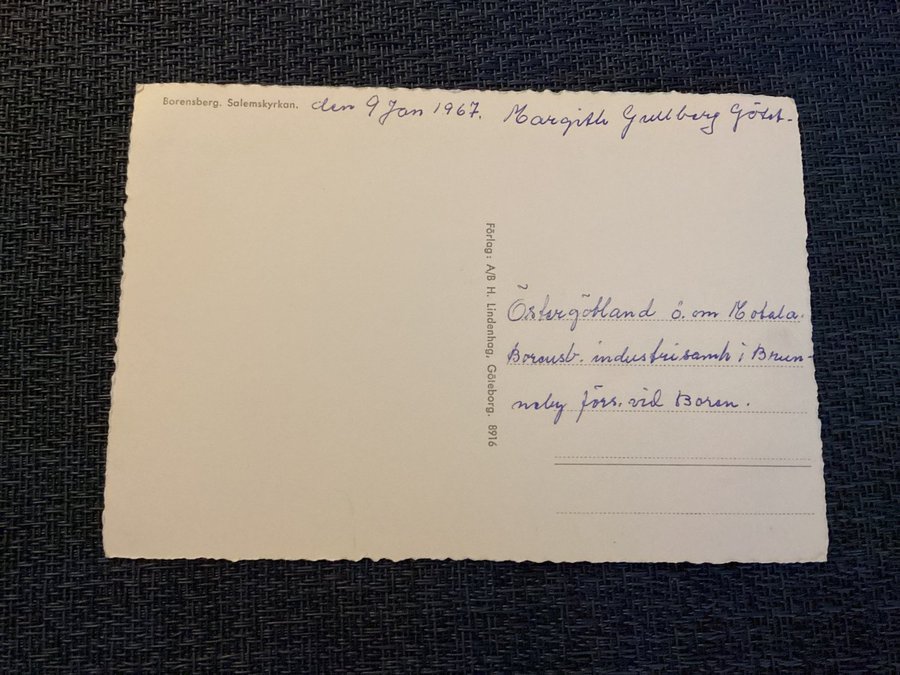 Borensberg. Salemskyrkan. den 9 Jan 1967. Margith Gullberg Göteb-
Förlag: A/B H. Lindenhag, Göteborg. 8916
Östergötland ö. om Motala.
Borensb. industrisamh i Brun-
neby förs. vid Boren.